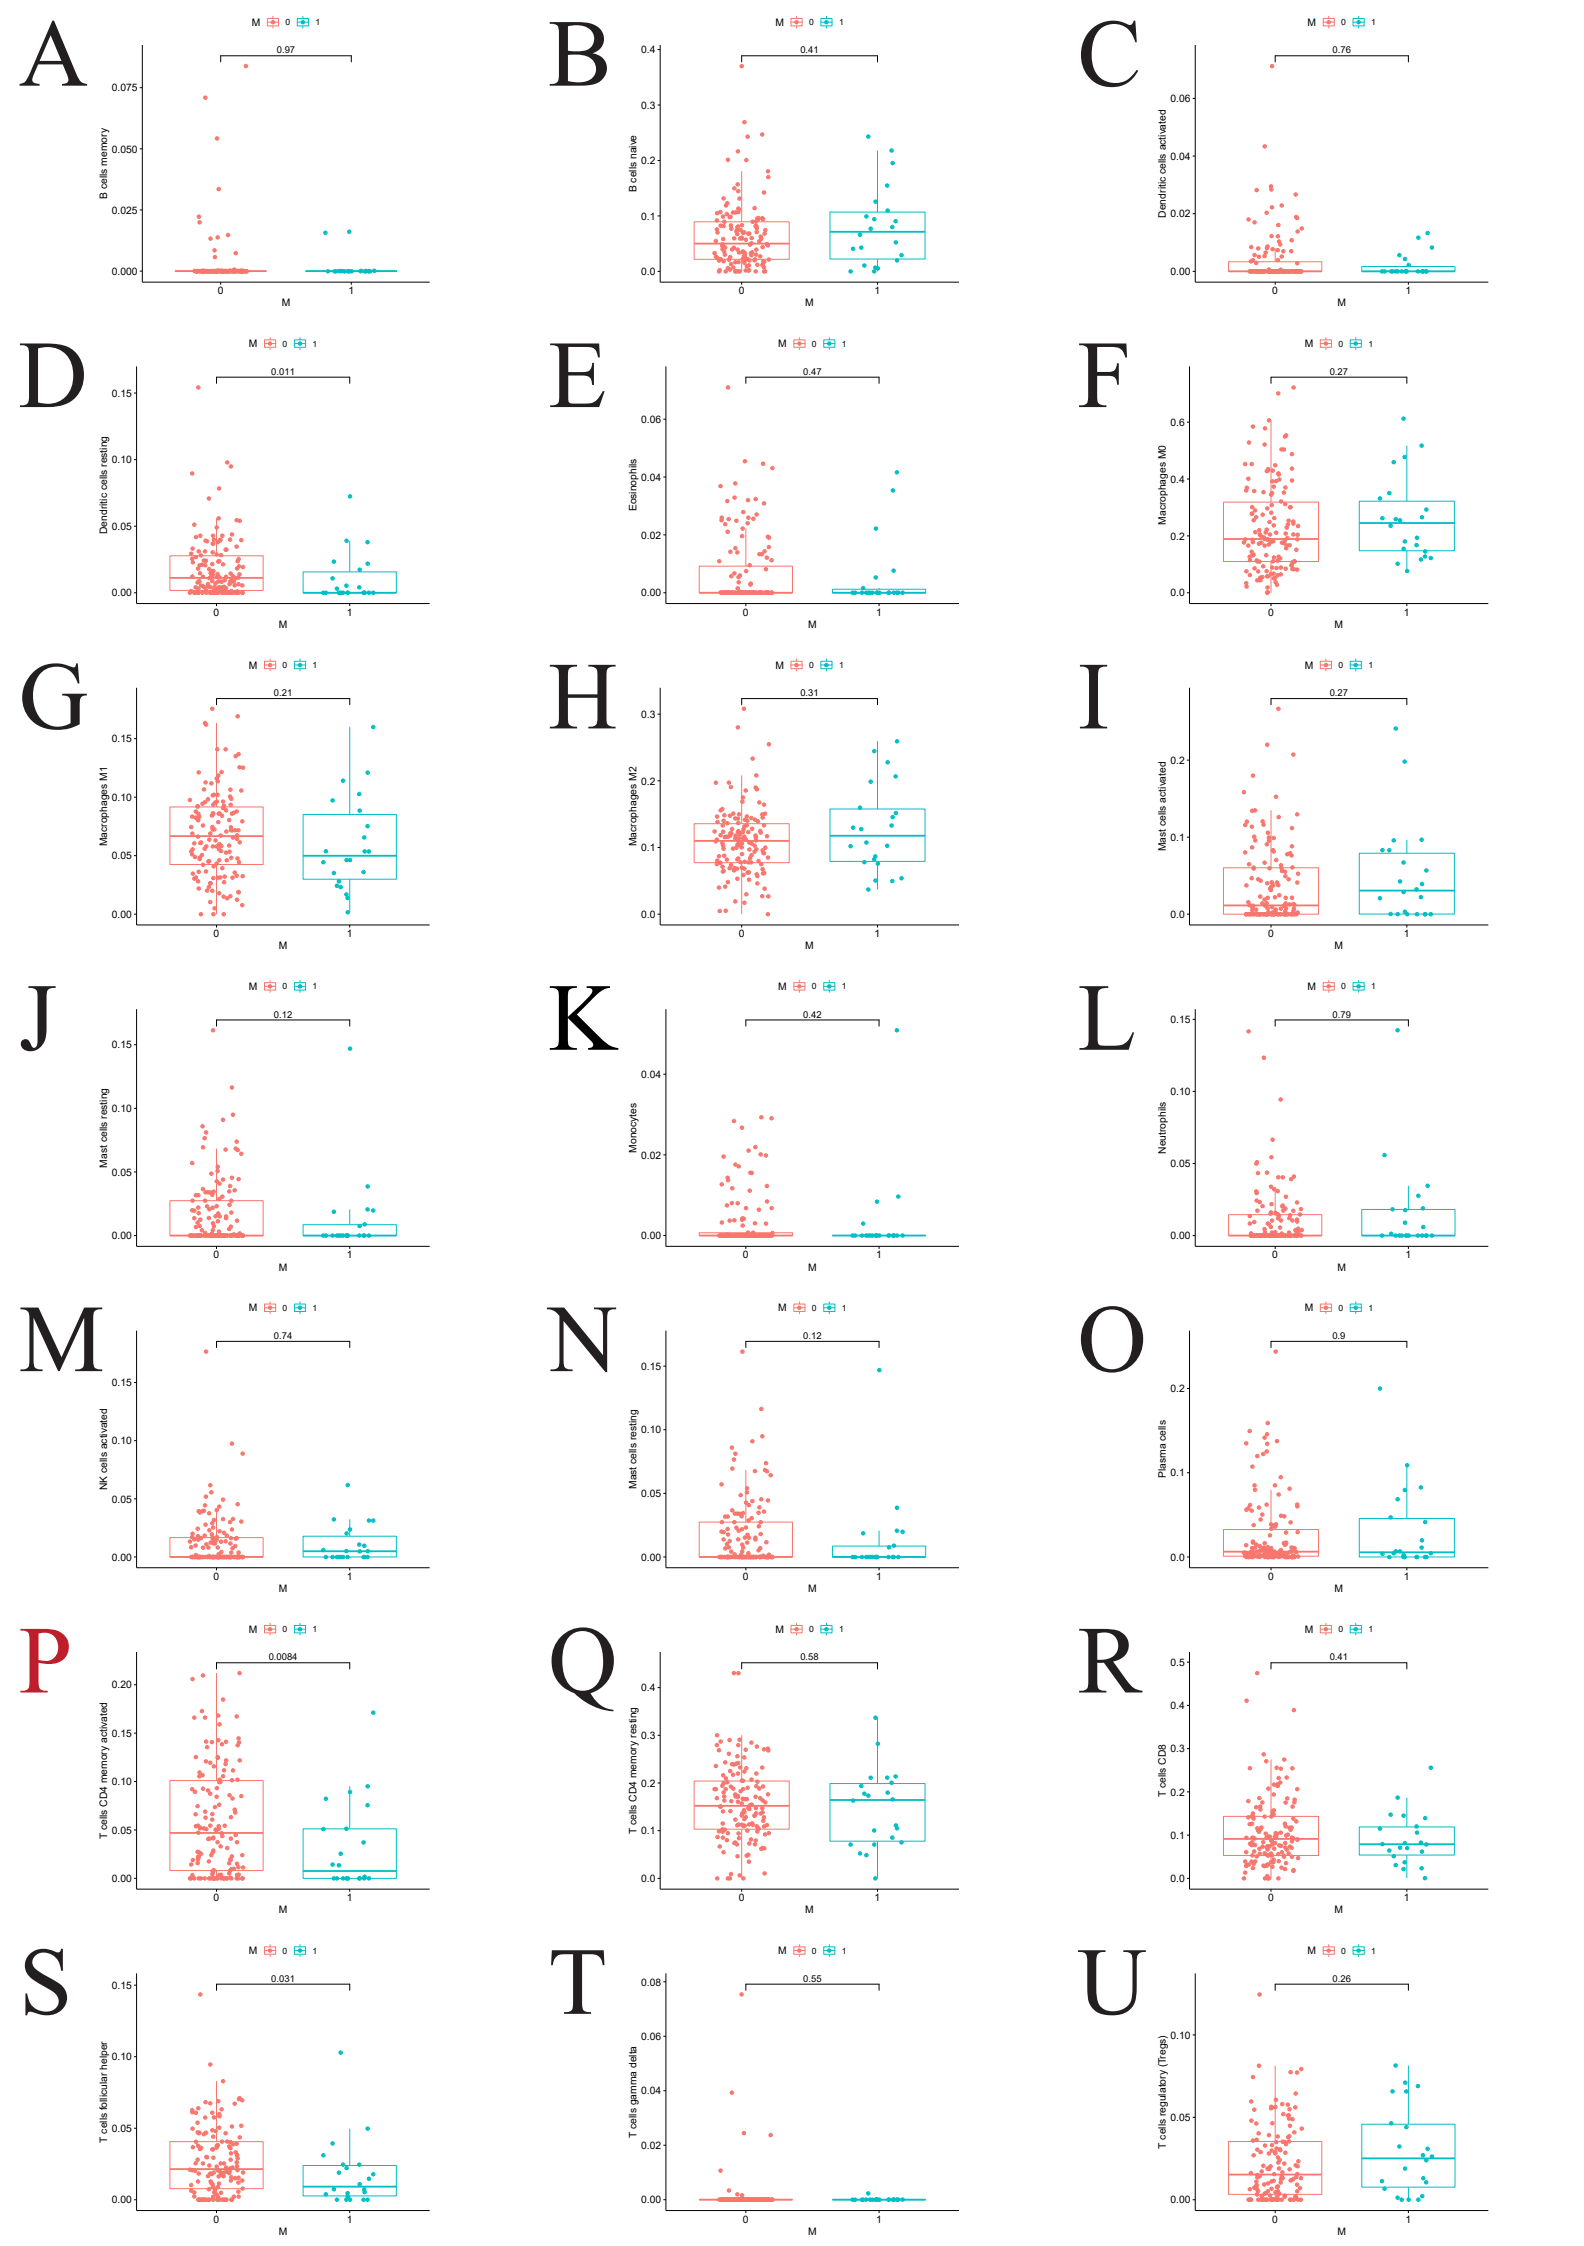 A
M 0 1
0.97
B cells memory
0.075
0.050
0.025
0.000
0 1
M
B
M 0 1
0.41
B cells naive
0.4
0.3
0.2
0.1
0.0
0 1
M
C
M 0 1
0.76
Dendritic cells activated
0.06
0.04
0.02
0.00
0 1
M
D
M 0 1
0.011
Dendritic cells resting
0.15
0.10
0.05
0.00
0 1
M
E
M 0 1
0.47
Eosinophils
0.06
0.04
0.02
0.00
0 1
M
F
M 0 1
0.27
Macrophages M0
0.6
0.4
0.2
0.0
0 1
M
G
M 0 1
0.21
Macrophages M1
0.15
0.10
0.05
0.00
0 1
M
H
M 0 1
0.31
Macrophages M2
0.3
0.2
0.1
0.0
0 1
M
I
M 0 1
0.27
Mast cells activated
0.2
0.1
0.0
0 1
M
J
M 0 1
0.12
Mast cells resting
0.15
0.10
0.05
0.00
0 1
M
K
M 0 1
0.42
Monocytes
0.04
0.02
0.00
0 1
M
L
M 0 1
0.79
Neutrophils
0.15
0.10
0.05
0.00
0 1
M
M
M 0 1
0.74
NK cells activated
0.15
0.10
0.05
0.00
0 1
M
N
M 0 1
0.12
Mast cells resting
0.15
0.10
0.05
0.00
0 1
M
O
M 0 1
0.9
Plasma cells
0.2
0.1
0.0
0 1
M
P
M 0 1
0.0084
T cells CD4 memory activated
0.20
0.15
0.10
0.05
0.00
0 1
M
Q
M 0 1
0.58
T cells CD4 memory resting
0.4
0.3
0.2
0.1
0.0
0 1
M
R
M 0 1
0.41
T cells CD8
0.5
0.4
0.3
0.2
0.1
0.0
0 1
M
S
M 0 1
0.031
T cells follicular helper
0.15
0.10
0.05
0.00
0 1
M
T
M 0 1
0.55
T cells gamma delta
0.08
0.06
0.04
0.02
0.00
0 1
M
U
M 0 1
0.26
T cells regulatory (Tregs)
0.10
0.05
0.00
0 1
M